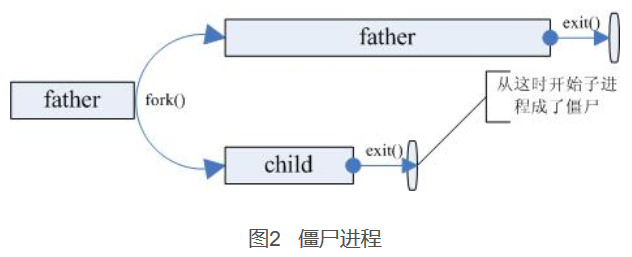 father
exit()
father
fork()
从这时开始子进
程成了僵尸
child
exit()
图2 僵尸进程